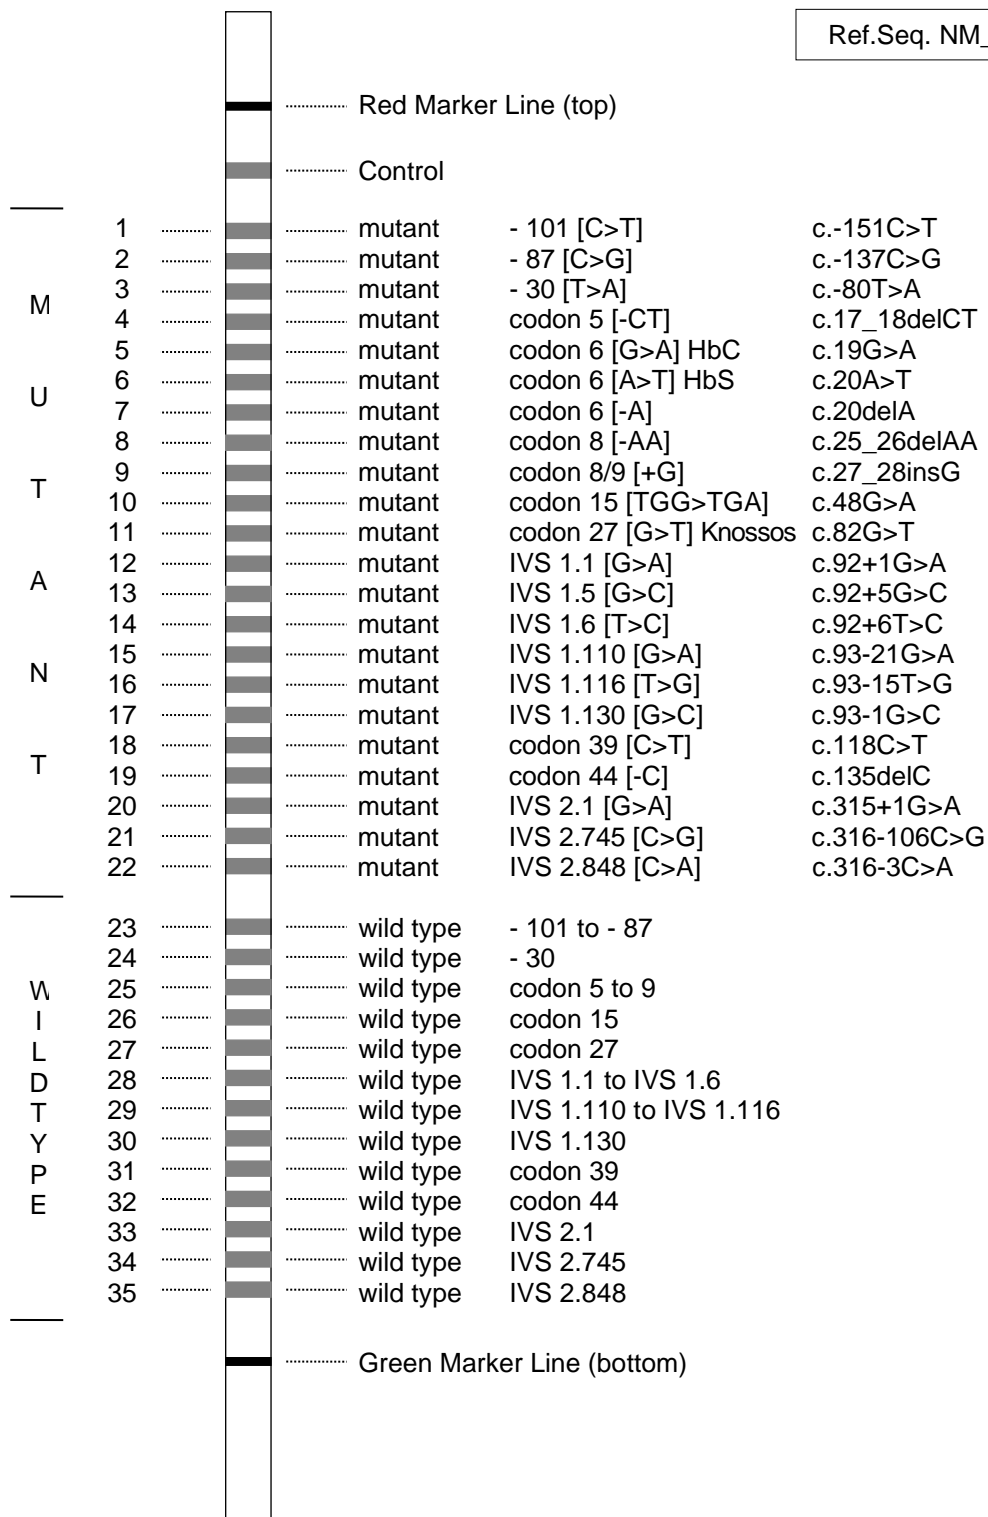 Ref.Seq. NM_
Red Marker Line (top)
Control
1 mutant - 101 [C>T] c.-151C>T
2 mutant - 87 [C>G] c.-137C>G
3 mutant - 30 [T>A] c.-80T>A
M
4 mutant codon 5 [-CT] c.17_18delCT
5 mutant codon 6 [G>A] HbC c.19G>A
6 mutant codon 6 [A>T] HbS c.20A>T
U
7 mutant codon 6 [-A] c.20delA
8 mutant codon 8 [-AA] c.25_26delAA
9 mutant codon 8/9 [+G] c.27_28insG
T
10 mutant codon 15 [TGG>TGA] c.48G>A
11 mutant codon 27 [G>T] Knossos c.82G>T
12 mutant IVS 1.1 [G>A] c.92+1G>A
A
13 mutant IVS 1.5 [G>C] c.92+5G>C
14 mutant IVS 1.6 [T>C] c.92+6T>C
15 mutant IVS 1.110 [G>A] c.93-21G>A
N
16 mutant IVS 1.116 [T>G] c.93-15T>G
17 mutant IVS 1.130 [G>C] c.93-1G>C
18 mutant codon 39 [C>T] c.118C>T
T
19 mutant codon 44 [-C] c.135delC
20 mutant IVS 2.1 [G>A] c.315+1G>A
21 mutant IVS 2.745 [C>G] c.316-106C>G
22 mutant IVS 2.848 [C>A] c.316-3C>A
23 wild type - 101 to - 87
24 wild type - 30
W 25 wild type codon 5 to 9
I 26 wild type codon 15
L 27 wild type codon 27
D 28 wild type IVS 1.1 to IVS 1.6
T 29 wild type IVS 1.110 to IVS 1.116
Y 30 wild type IVS 1.130
P 31 wild type codon 39
E 32 wild type codon 44
33 wild type IVS 2.1
34 wild type IVS 2.745
35 wild type IVS 2.848
Green Marker Line (bottom)